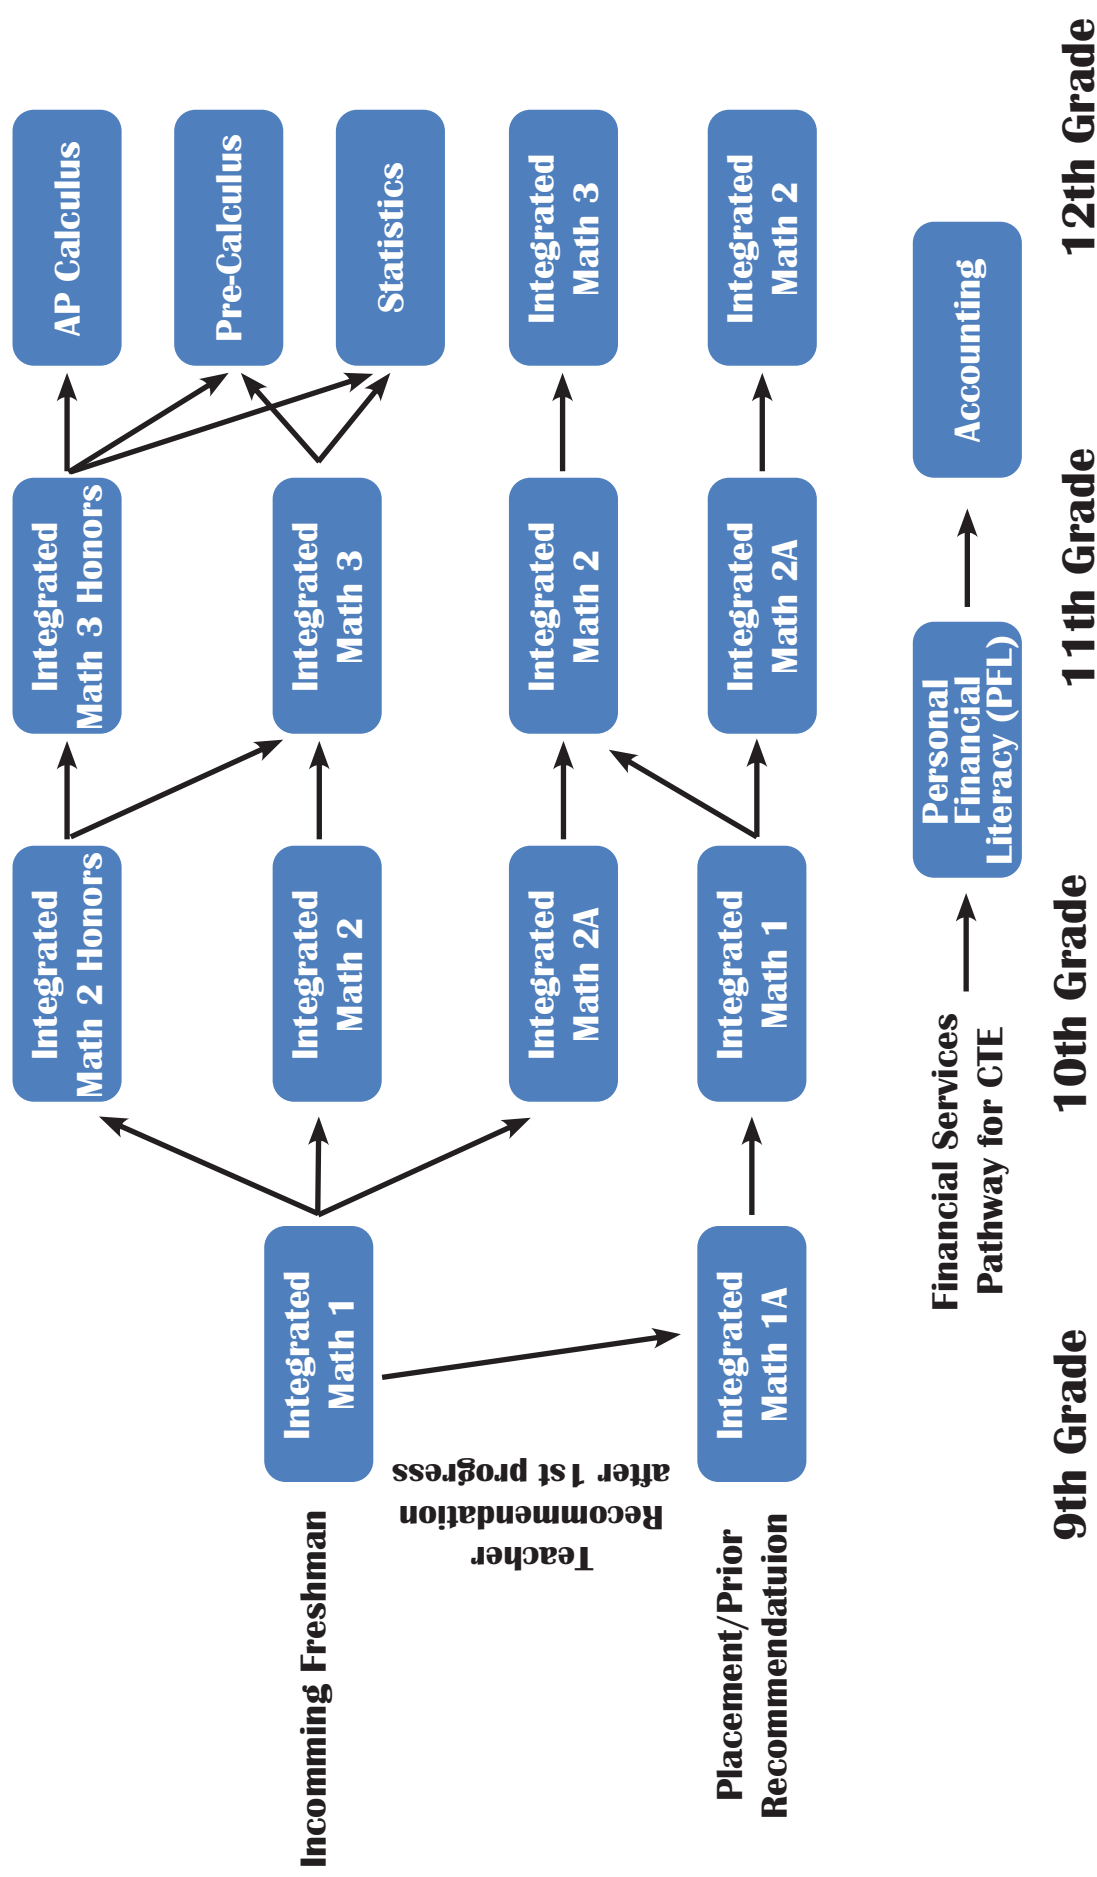 Incomming Freshman
Integrated
Math 1
Teacher
Recommendation
after 1st progress
Placement/Prior
Recommendatuion
Integrated
Math 1A
Integrated
Math 2 Honors
Integrated
Math 2
Integrated
Math 2A
Integrated
Math 1
Integrated
Math 3 Honors
Integrated
Math 3
Integrated
Math 2
Integrated
Math 2A
AP Calculus
Pre-Calculus
Statistics
Integrated
Math 3
Integrated
Math 2
Financial Services
Pathway for CTE
Personal
Financial
Literacy (PFL)
Accounting
9th Grade
10th Grade
11th Grade
12th Grade